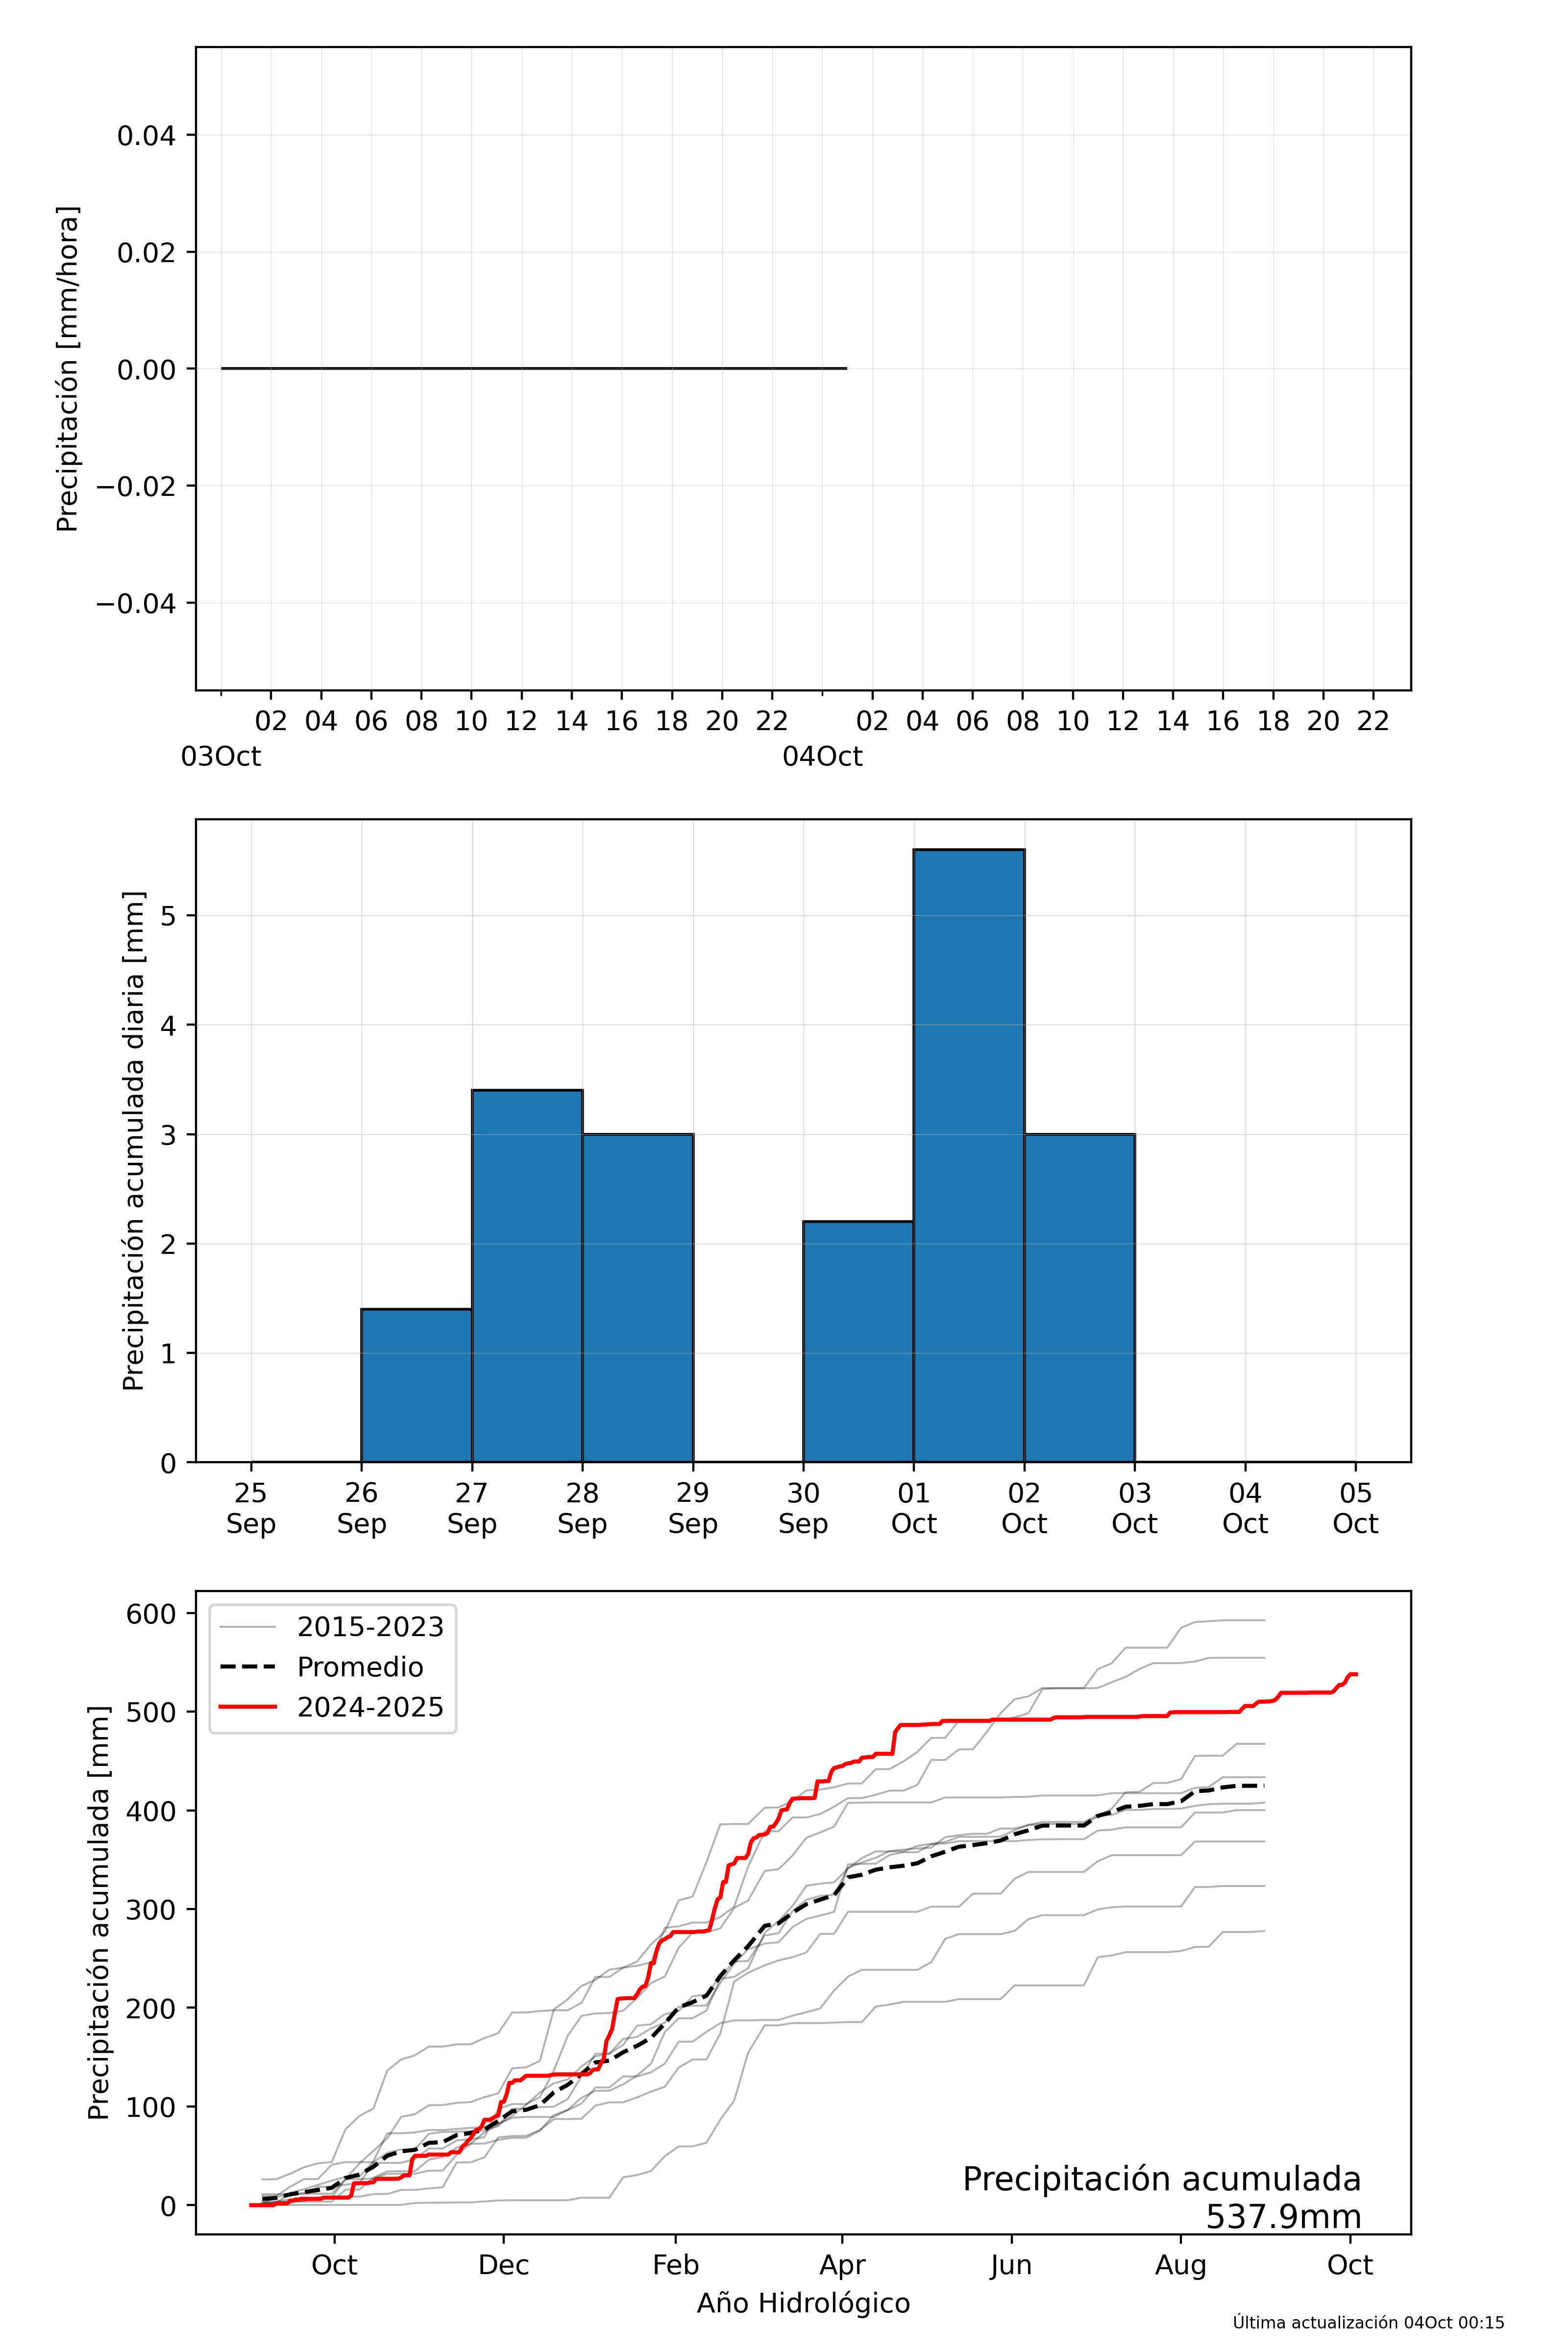 Precipitación [mm/hora]
0.04
0.02
0.00
−0.02
−0.04
02 04 06 08 10 12 14 16 18 20 22 02 04 06 08 10 12 14 16 18 20 22
03Oct 04Oct
Precipitación acumulada diaria [mm]
5
4
3
2
1
0
25 26 27 28 29 30 01 02 03 04 05
Sep Sep Sep Sep Sep Sep Oct Oct Oct Oct Oct
Precipitación acumulada [mm]
600
500
400
300
200
100
0
2015-2023
Promedio
2024-2025
Precipitación acumulada
537.9mm
Oct Dec Feb Apr Jun Aug Oct
Año Hidrológico
Última actualización 04Oct 00:15